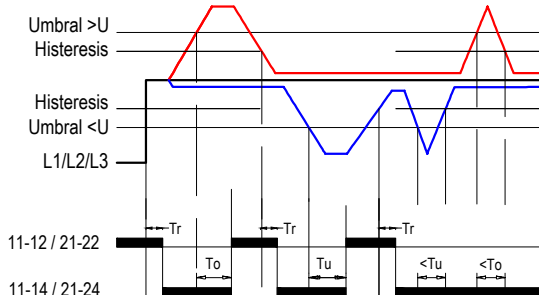 Umbral >U
Histeresis
Histeresis
Umbral <U
L1/L2/L3
Tr Tr Tr
11-12 / 21-22
To Tu <Tu <To
11-14 / 21-24